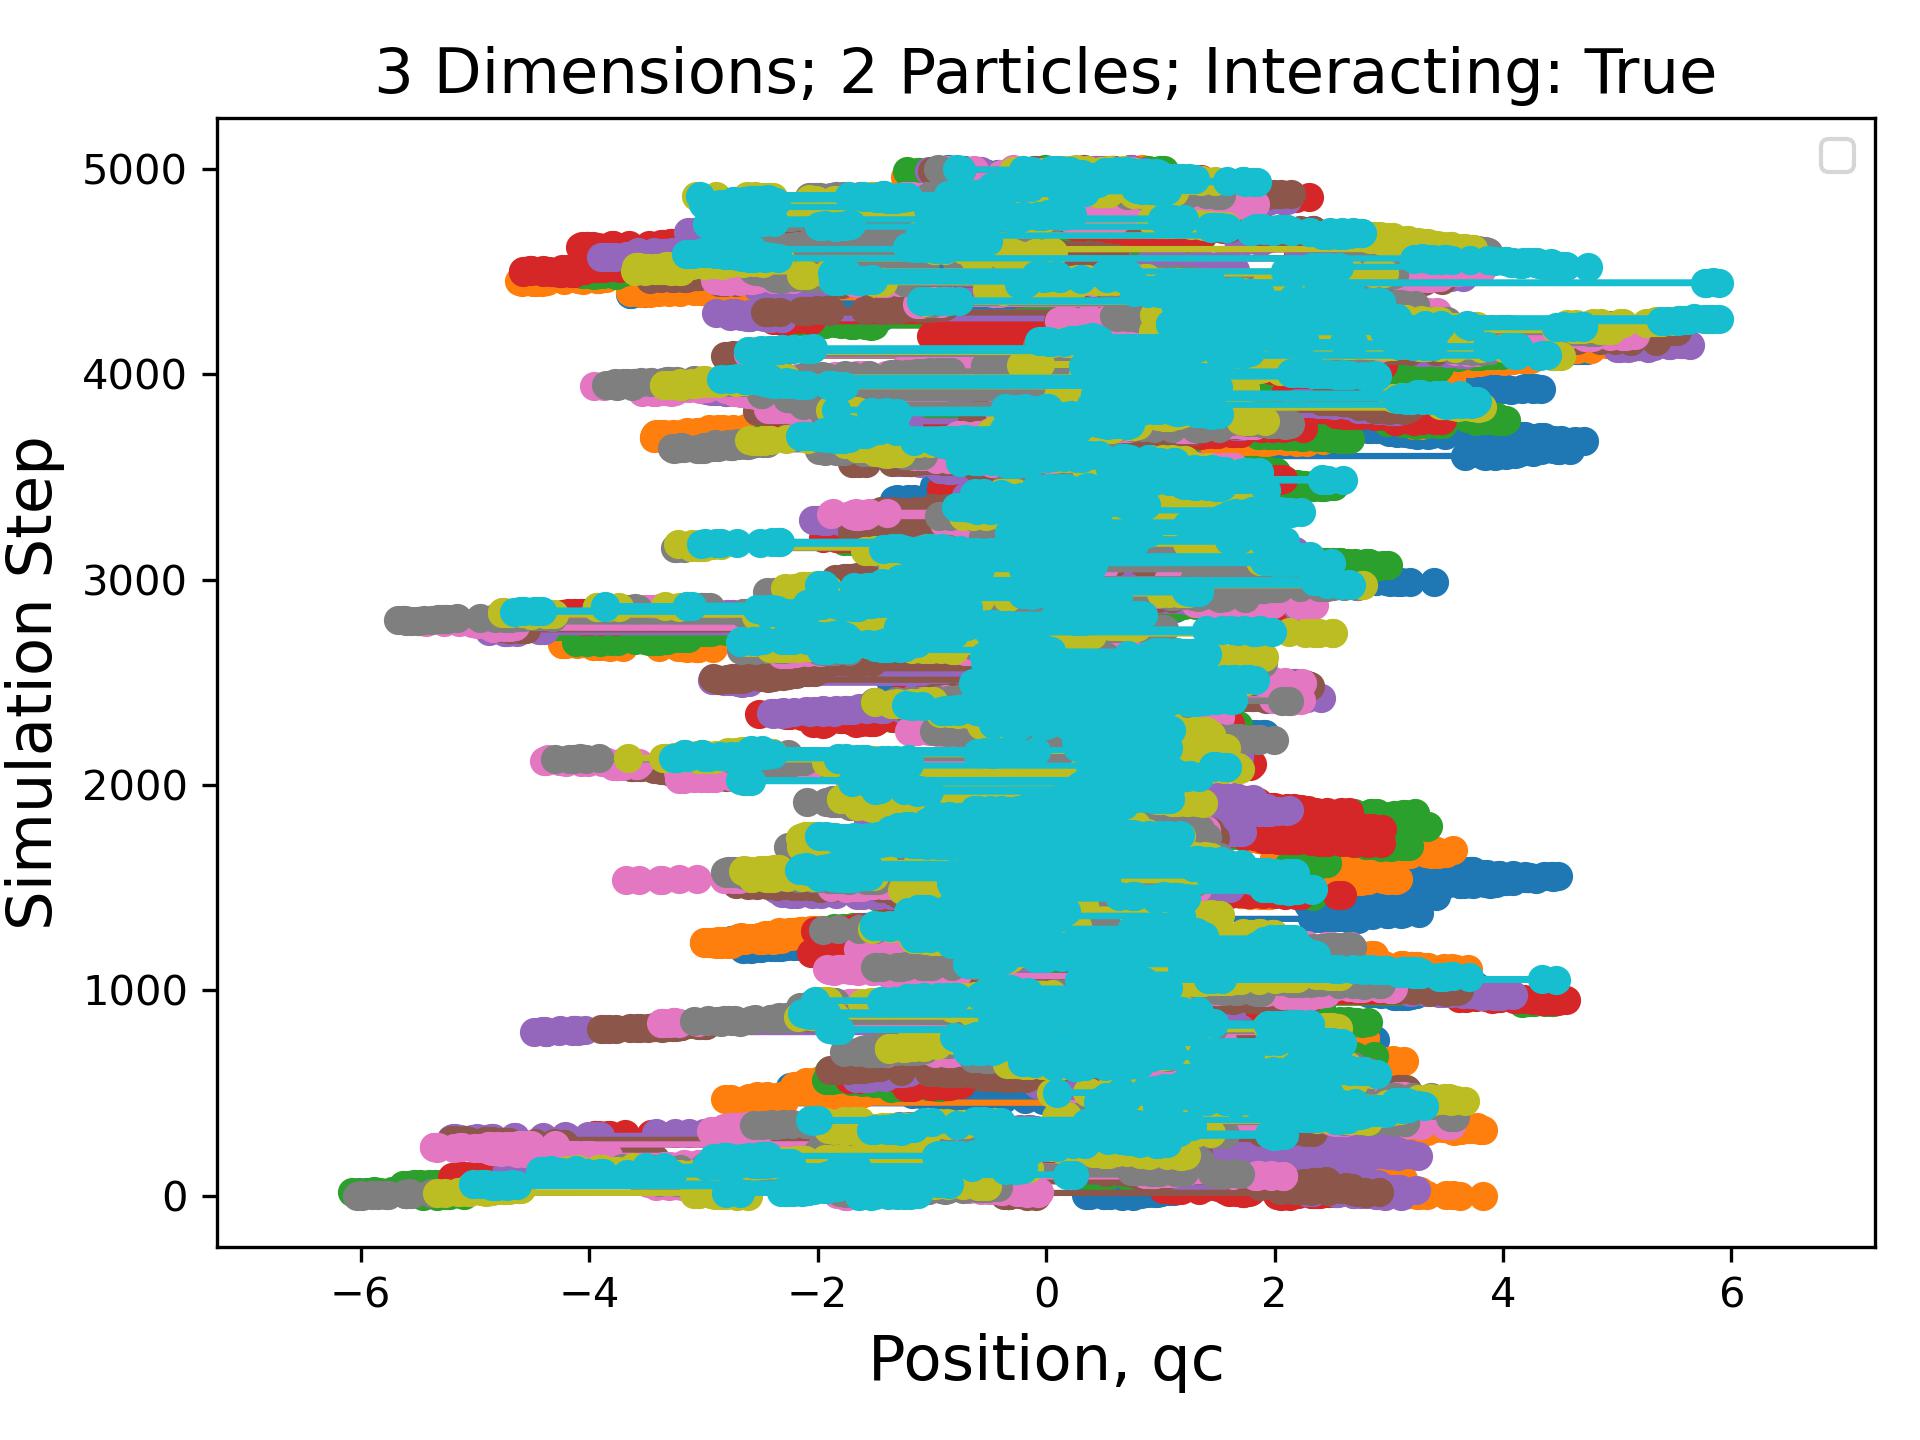 3 Dimensions; 2 Particles; Interacting: True
Simulation Step
5000
4000
3000
2000
1000
0
−6 −4 −2 0 2 4 6
Position, qc